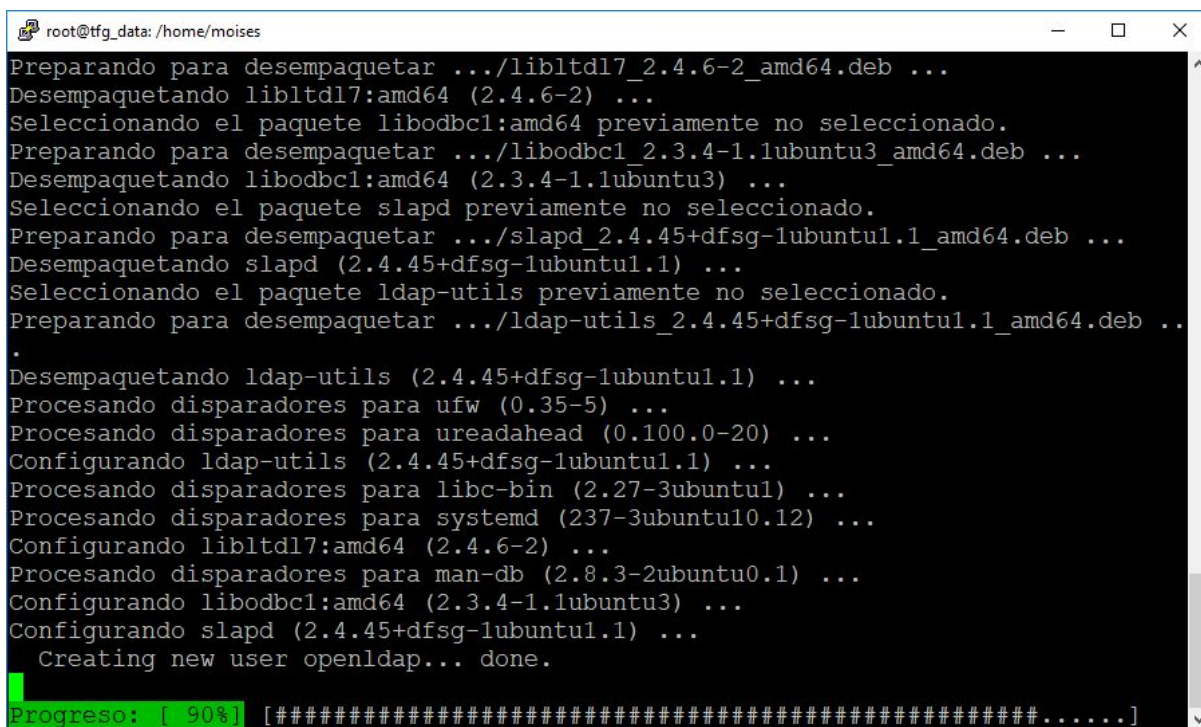 root@tfg_data: /home/moises
Preparando para desempaquetar .../libltdl7_2.4.6-2_amd64.deb ...
Desempaquetando libltdl7:amd64 (2.4.6-2) ...
Seleccionando el paquete libodbc1:amd64 previamente no seleccionado.
Preparando para desempaquetar .../libodbc1_2.3.4-1.1ubuntu3_amd64.deb ...
Desempaquetando libodbc1:amd64 (2.3.4-1.1ubuntu3) ...
Seleccionando el paquete slapd previamente no seleccionado.
Preparando para desempaquetar .../slapd_2.4.45+dfsg-1ubuntu1.1_amd64.deb ...
Desempaquetando slapd (2.4.45+dfsg-1ubuntu1.1) ...
Seleccionando el paquete ldap-utils previamente no seleccionado.
Preparando para desempaquetar .../ldap-utils_2.4.45+dfsg-1ubuntu1.1_amd64.deb ..
.
Desempaquetando ldap-utils (2.4.45+dfsg-1ubuntu1.1) ...
Procesando disparadores para ufw (0.35-5) ...
Procesando disparadores para ureadahead (0.100.0-20) ...
Configurando ldap-utils (2.4.45+dfsg-1ubuntu1.1) ...
Procesando disparadores para libc-bin (2.27-3ubuntu1) ...
Procesando disparadores para systemd (237-3ubuntu10.12) ...
Configurando libltdl7:amd64 (2.4.6-2) ...
Procesando disparadores para man-db (2.8.3-2ubuntu0.1) ...
Configurando libodbc1:amd64 (2.3.4-1.1ubuntu3) ...
Configurando slapd (2.4.45+dfsg-1ubuntu1.1) ...
  Creating new user openldap... done.
Progreso: [ 90%] [####################################################......]